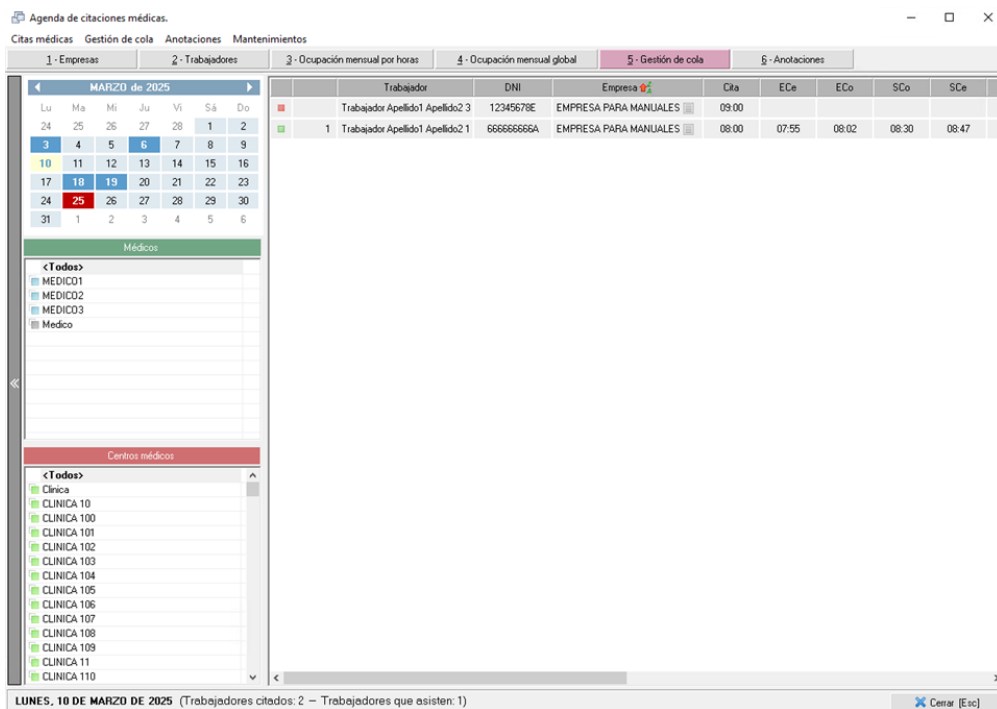 Agenda de citaciones médicas.
Citas médicas Gestión de cola Anotaciones Mantenimientos
1 - Empresas 2 - Trabajadores 3 - Ocupación mensual por horas 4 - Ocupación mensual global 5 - Gestión de cola 6 - Anotaciones
MARZO de 2025
Lu Ma Mi Ju Vi Sá Do
24 25 26 27 28 1 2
3 4 5 6 7 8 9
10 11 12 13 14 15 16
17 18 19 20 21 22 23
24 25 26 27 28 29 30
31 1 2 3 4 5 6
Médicos
<Todos>
MEDICO1
MEDICO2
MEDICO3
Medico
Centros médicos
<Todos>
Clinica
CLINICA 10
CLINICA 100
CLINICA 101
CLINICA 102
CLINICA 103
CLINICA 104
CLINICA 105
CLINICA 106
CLINICA 107
CLINICA 108
CLINICA 109
CLINICA 11
CLINICA 110
Trabajador DNI Empresa Cita ECe ECo SCo SCe
Trabajador Apellido1 Apellido2 3 12345678E EMPRESA PARA MANUALES 09:00
1 Trabajador Apellido1 Apellido2 1 666666666A EMPRESA PARA MANUALES 08:00 07:55 08:02 08:30 08:47
LUNES, 10 DE MARZO DE 2025 (Trabajadores citados: 2 — Trabajadores que asisten: 1)
Cerrar [Esc]